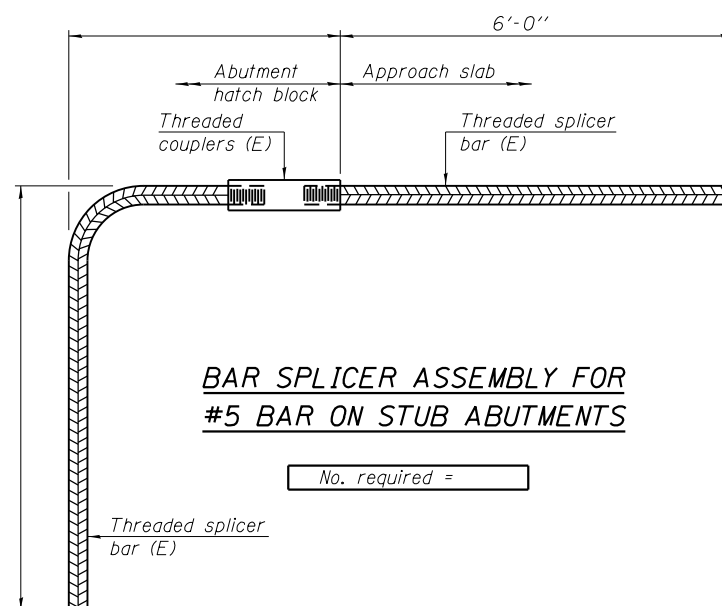 6'-0"
Abutment
hatch block
Approach slab
Threaded
couplers (E)
Threaded splicer
bar (E)
BAR SPLICER ASSEMBLY FOR
#5 BAR ON STUB ABUTMENTS
No. required =
Threaded splicer
bar (E)